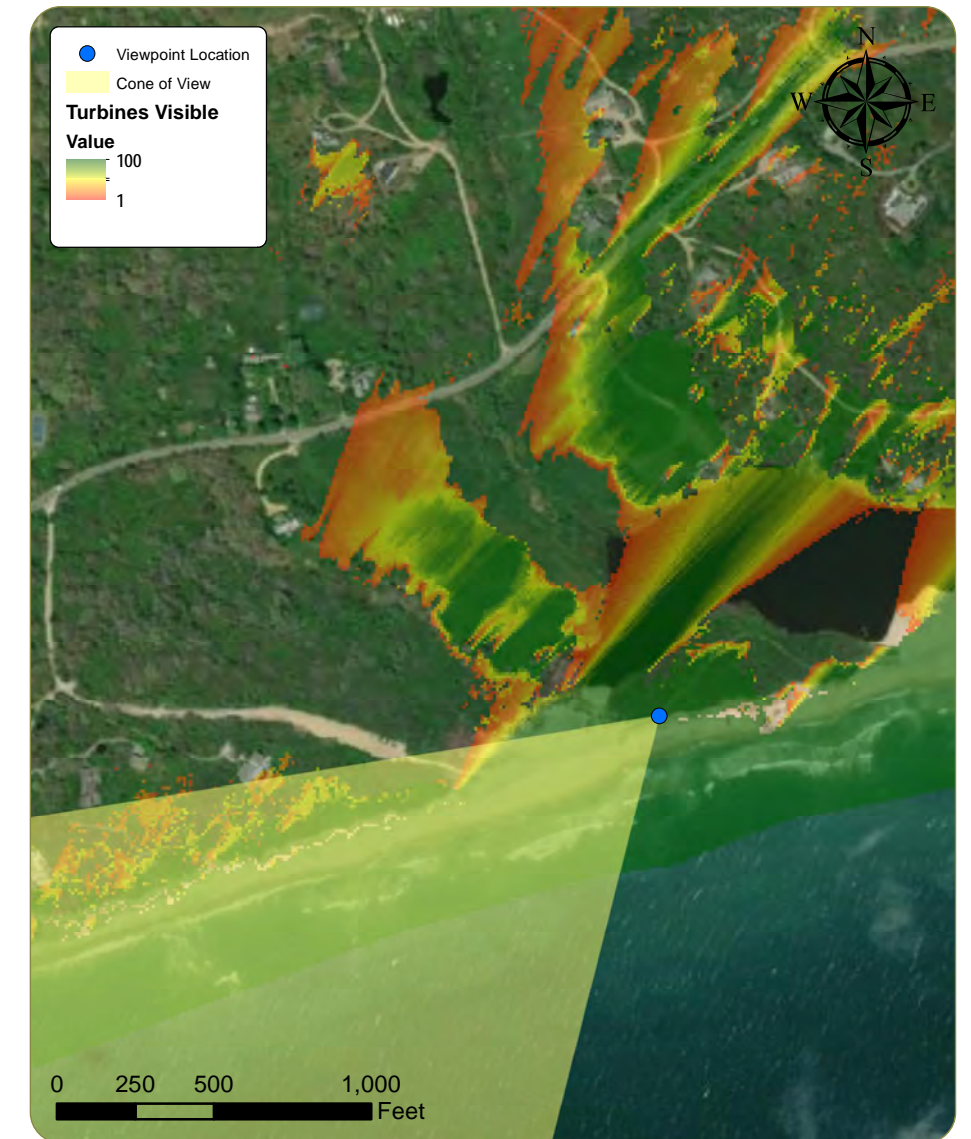 Viewpoint Location
Cone of View
Turbines Visible
Value
100
1
N
W E
S
0 250 500 1,000
Feet